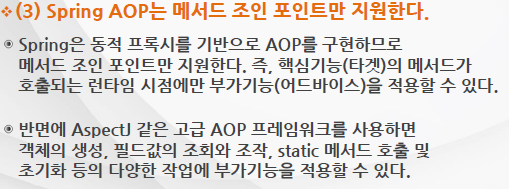 ❖(3) Spring AOP는 메서드 조인 포인트만 지원한다.
◉ Spring은 동적 프록시를 기반으로 AOP를 구현하므로
메서드 조인 포인트만 지원한다. 즉, 핵심기능(타겟)의 메서드가
호출되는 런타임 시점에만 부가기능(어드바이스)을 적용할 수 있다.
◉ 반면에 AspectJ 같은 고급 AOP 프레임워크를 사용하면
객체의 생성, 필드값의 조회와 조작, static 메서드 호출 및
초기화 등의 다양한 작업에 부가기능을 적용할 수 있다.